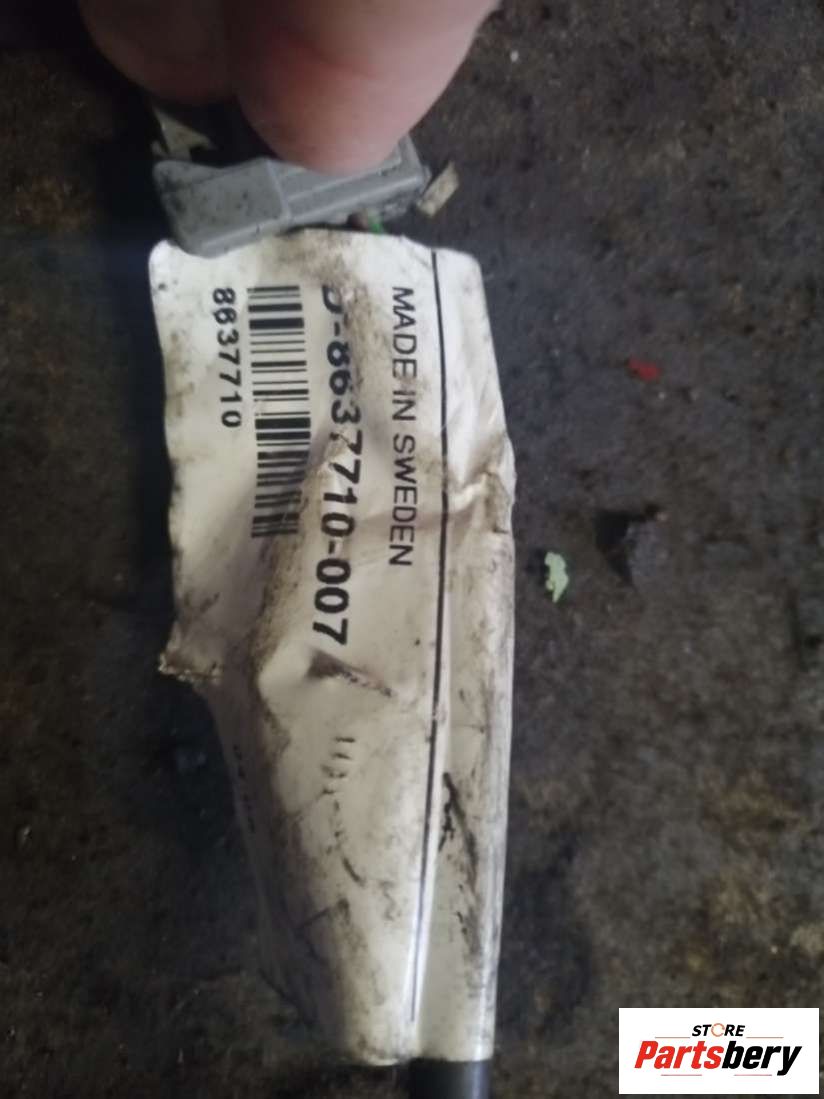 MADE IN SWEDEN
D-8637710-007
8637710
STORE
Partsbery